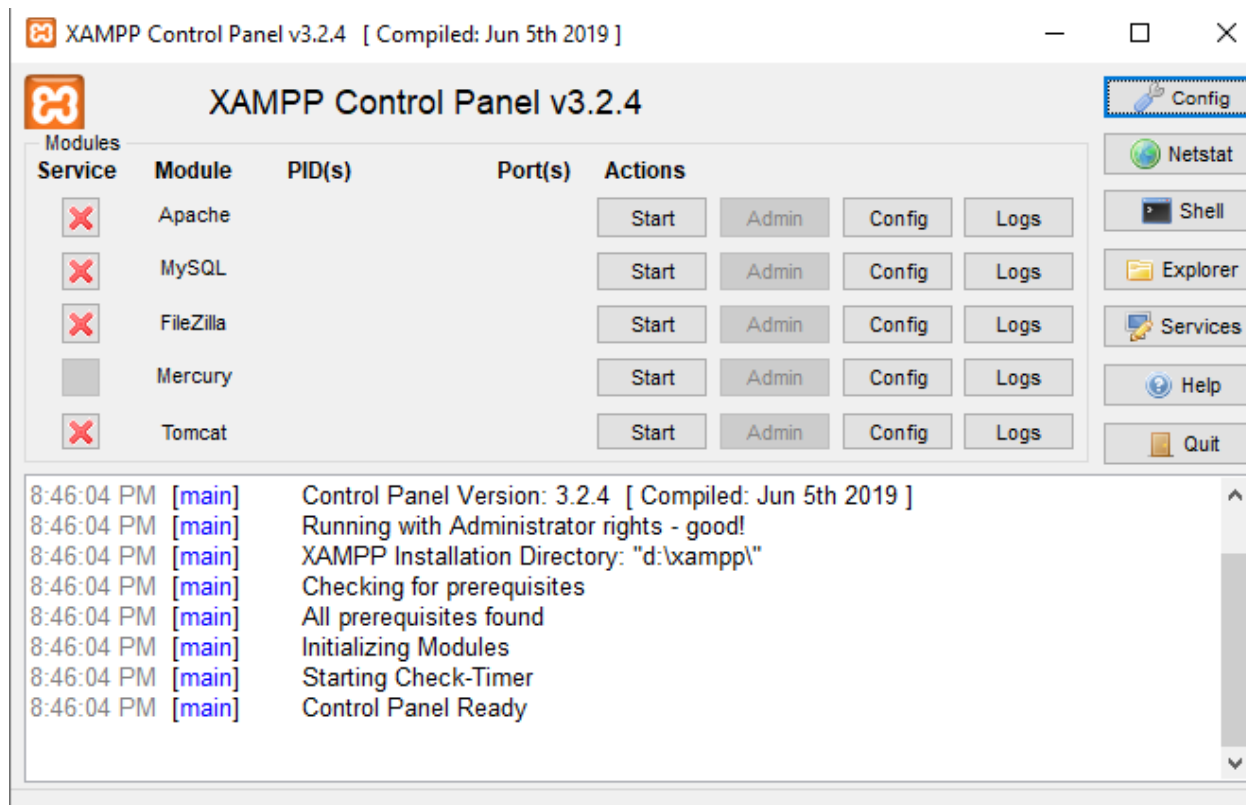 XAMPP Control Panel v3.2.4 [ Compiled: Jun 5th 2019 ]
XAMPP Control Panel v3.2.4
Config
Modules
Service Module PID(s) Port(s) Actions
Netstat
Apache Start Admin Config Logs
Shell
MySQL Start Admin Config Logs
Explorer
FileZilla Start Admin Config Logs
Services
Mercury Start Admin Config Logs
Help
Tomcat Start Admin Config Logs
Quit
8:46:04 PM [main] Control Panel Version: 3.2.4 [ Compiled: Jun 5th 2019 ]
8:46:04 PM [main] Running with Administrator rights - good!
8:46:04 PM [main] XAMPP Installation Directory: "d:\xampp\"
8:46:04 PM [main] Checking for prerequisites
8:46:04 PM [main] All prerequisites found
8:46:04 PM [main] Initializing Modules
8:46:04 PM [main] Starting Check-Timer
8:46:04 PM [main] Control Panel Ready